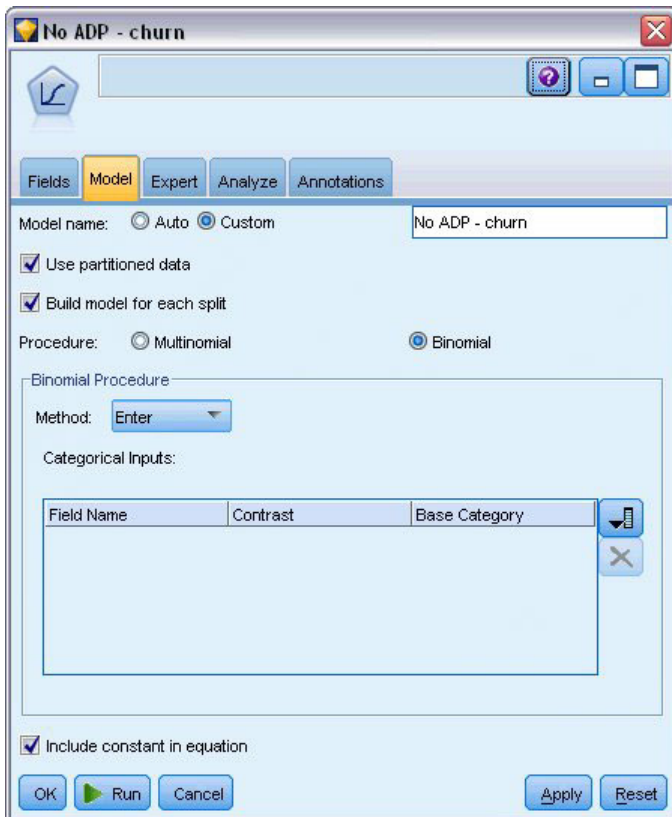 No ADP - churn
Fields Model Expert Analyze Annotations
Model name: Auto Custom No ADP - churn
Use partitioned data
Build model for each split
Procedure: Multinomial Binomial
Binomial Procedure
Method: Enter
Categorical Inputs:
Field Name Contrast Base Category
Include constant in equation
OK Run Cancel Apply Reset